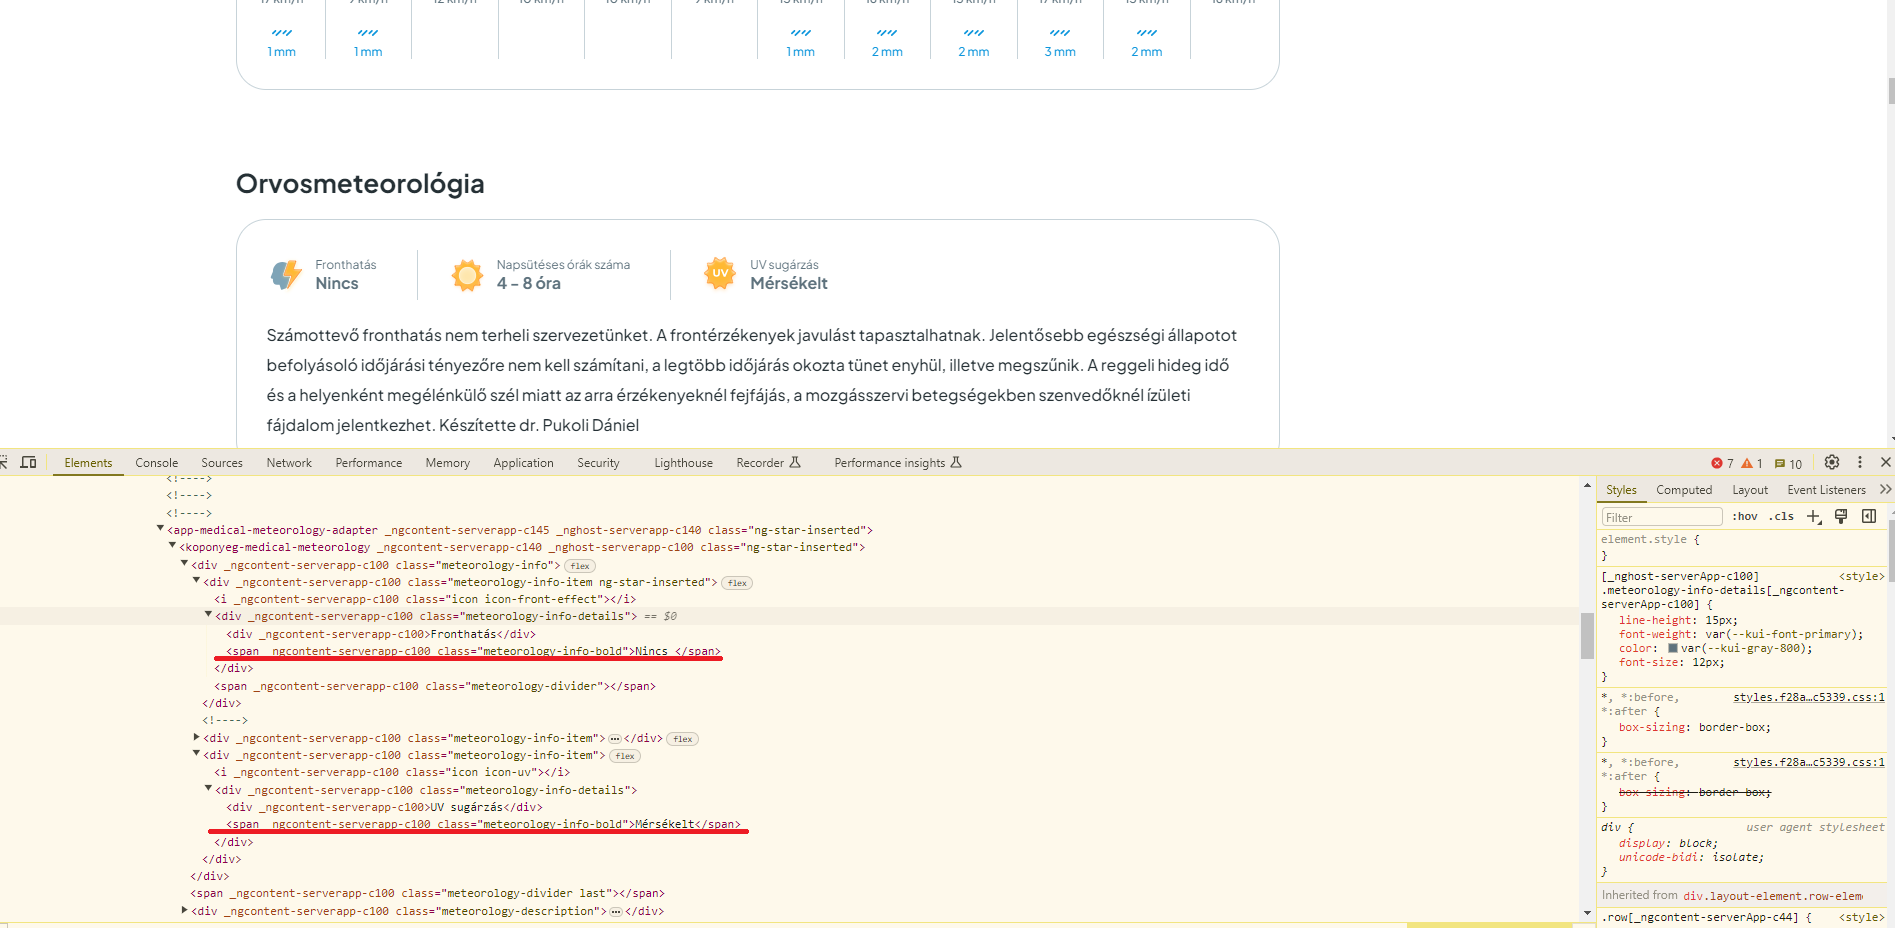 1 mm 1 mm 1 mm 2 mm 2 mm 3 mm 2 mm
Orvosmeteorológia
Fronthatás
Nincs
Napsütéses órák száma
4 - 8 óra
UV
UV sugárzás
Mérsékelt
Számottevő fronthatás nem terheli szervezetünket. A frontérzékenyek javulást tapasztalhatnak. Jelentősebb egészségi állapotot
befolyásoló időjárási tényezőre nem kell számítani, a legtöbb időjárás okozta tünet enyhül, illetve megszűnik. A reggeli hideg idő
és a helyenként megélénkülő szél miatt az arra érzékenyeknél fejfájás, a mozgásszervi betegségekben szenvedőknél ízületi
fájdalom jelentkezhet. Készítette dr. Pukoli Dániel
Elements Console Sources Network Performance Memory Application Security Lighthouse Recorder Performance insights 7 1 10
<!---->
<!---->
<!---->
<app-medical-meteorology-adapter _ngcontent-serverapp-c145 _nghost-serverapp-c140 class="ng-star-inserted">
<koponyeg-medical-meteorology _ngcontent-serverapp-c140 _nghost-serverapp-c100 class="ng-star-inserted">
<div _ngcontent-serverapp-c100 class="meteorology-info"> flex
<div _ngcontent-serverapp-c100 class="meteorology-info-item ng-star-inserted"> flex
<i _ngcontent-serverapp-c100 class="icon icon-front-effect"></i>
<div _ngcontent-serverapp-c100 class="meteorology-info-details"> == $0
<div _ngcontent-serverapp-c100>Fronthatás</div>
<span _ngcontent-serverapp-c100 class="meteorology-info-bold">Nincs </span>
</div>
<span _ngcontent-serverapp-c100 class="meteorology-divider"></span>
</div>
<!---->
<div _ngcontent-serverapp-c100 class="meteorology-info-item">…</div> flex
<div _ngcontent-serverapp-c100 class="meteorology-info-item"> flex
<i _ngcontent-serverapp-c100 class="icon icon-uv"></i>
<div _ngcontent-serverapp-c100 class="meteorology-info-details">
<div _ngcontent-serverapp-c100>UV sugárzás</div>
<span _ngcontent-serverapp-c100 class="meteorology-info-bold">Mérsékelt</span>
</div>
</div>
</div>
<span _ngcontent-serverapp-c100 class="meteorology-divider last"></span>
<div _ngcontent-serverapp-c100 class="meteorology-description">…</div>
Styles Computed Layout Event Listeners
Filter :hov .cls
element.style {
}
[_nghost-serverApp-c100] <style>
.meteorology-info-details[_ngcontent-
serverApp-c100] {
line-height: 15px;
font-weight: var(--kui-font-primary);
color: var(--kui-gray-800);
font-size: 12px;
}
*, *:before, styles.f28a…c5339.css:1
*:after {
box-sizing: border-box;
}
*, *:before, styles.f28a…c5339.css:1
*:after {
box-sizing: border-box;
}
div { user agent stylesheet
display: block;
unicode-bidi: isolate;
}
Inherited from div.layout-element.row-elem
.row[_ngcontent-serverApp-c44] { <style>